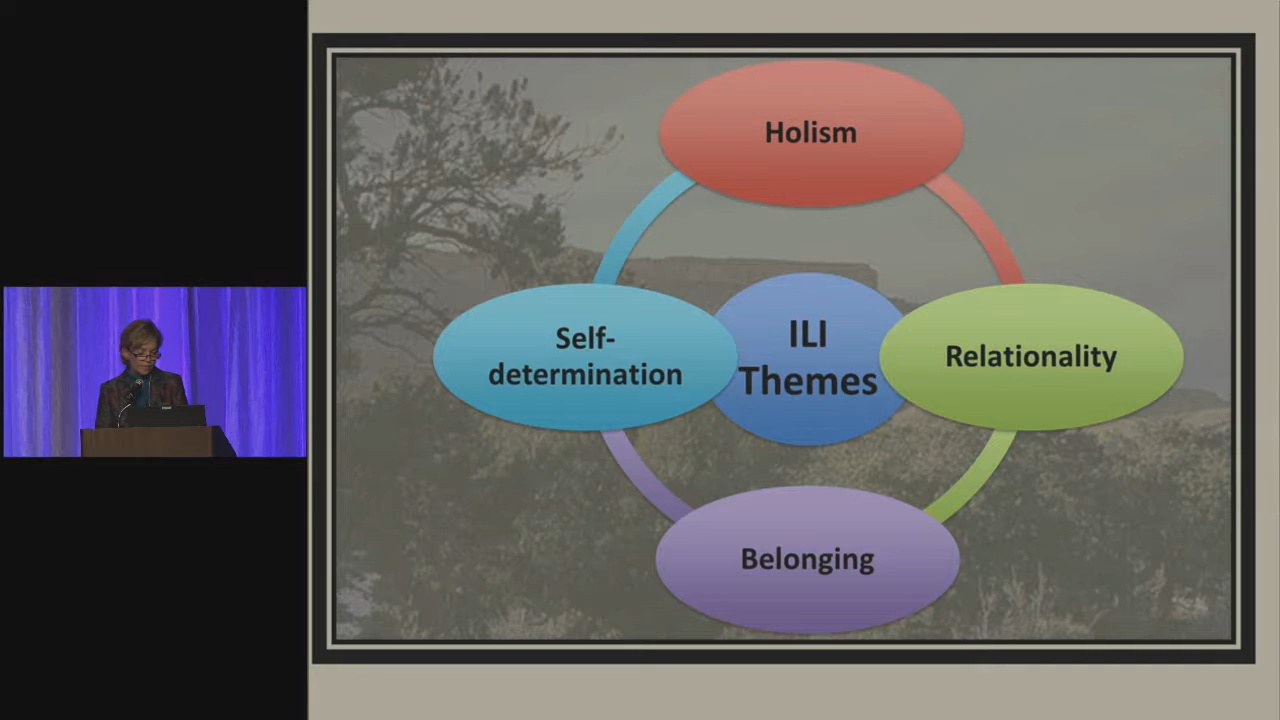 Holism
Self-
determination
ILI
Themes
Relationality
Belonging